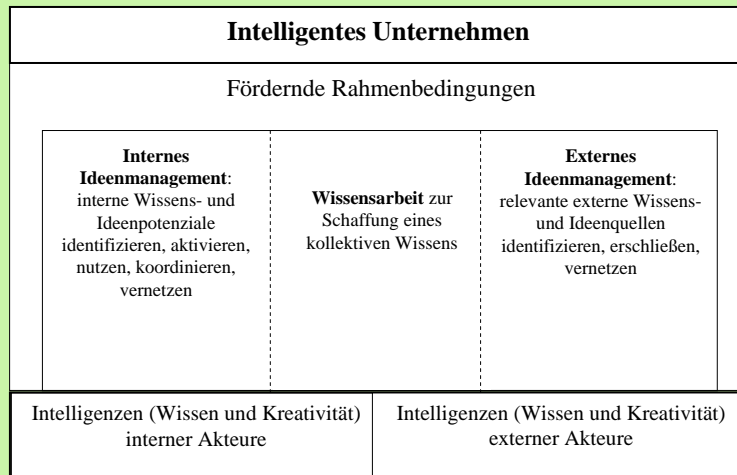 Intelligentes Unternehmen
Fördernde Rahmenbedingungen
Internes
Ideenmanagement:
interne Wissens- und
Ideenpotenziale
identifizieren, aktivieren,
nutzen, koordinieren,
vernetzen
Wissensarbeit zur
Schaffung eines
kollektiven Wissens
Externes
Ideenmanagement:
relevante externe Wissens-
und Ideenquellen
identifizieren, erschließen,
vernetzen
Intelligenzen (Wissen und Kreativität)
interner Akteure
Intelligenzen (Wissen und Kreativität)
externer Akteure